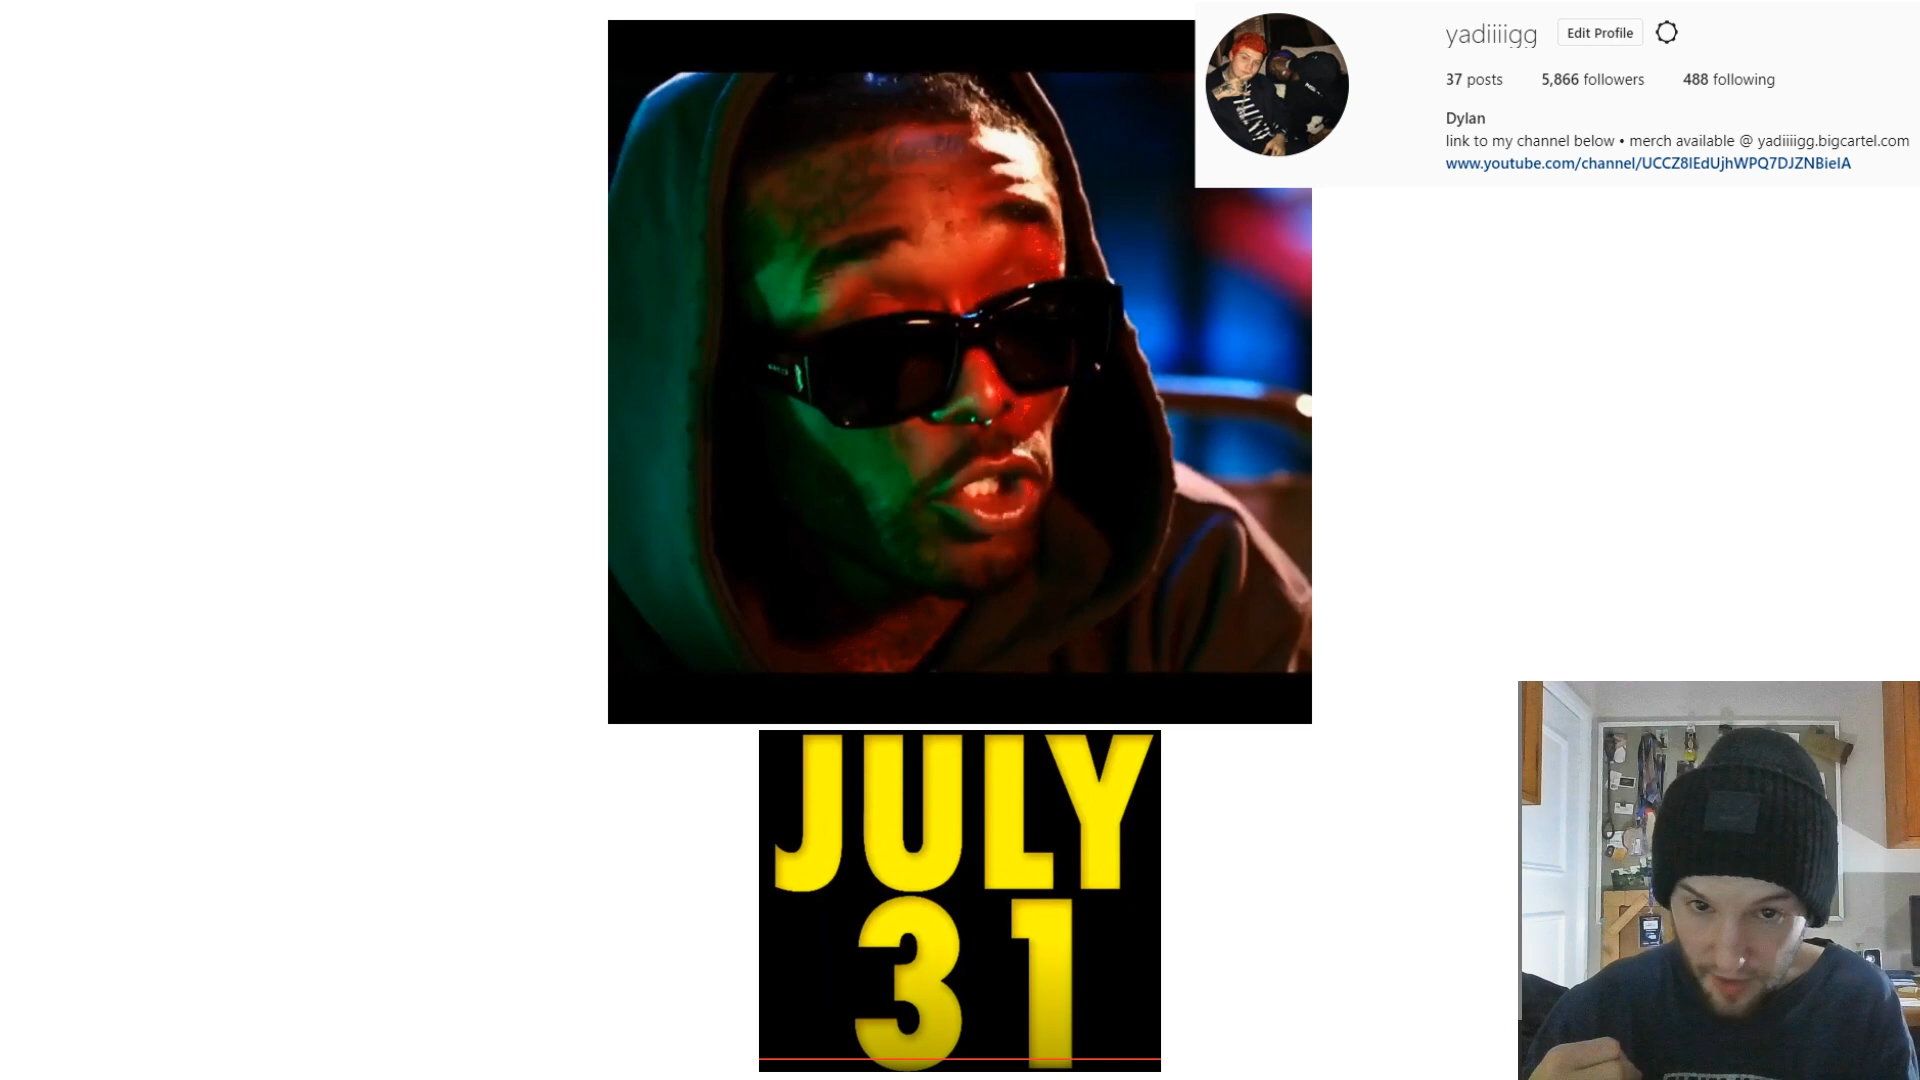 yadiiiigg Edit Profile
37 posts 5,866 followers 488 following
Dylan
link to my channel below • merch available @ yadiiiigg.bigcartel.com
www.youtube.com/channel/UCCZ8lEdUjhWPQ7DJZNBielA
JULY
31